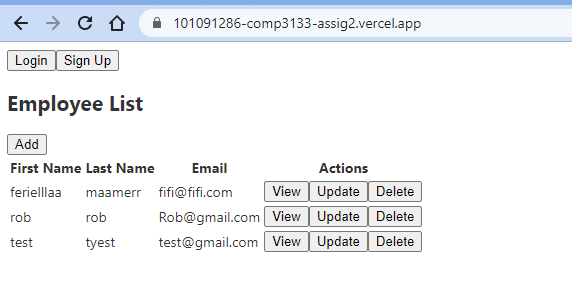 101091286-comp3133-assig2.vercel.app
Login Sign Up
Employee List
Add
First Name Last Name Email Actions
ferielllaa maamerr fifi@fifi.com View Update Delete
rob rob Rob@gmail.com View Update Delete
test tyest test@gmail.com View Update Delete